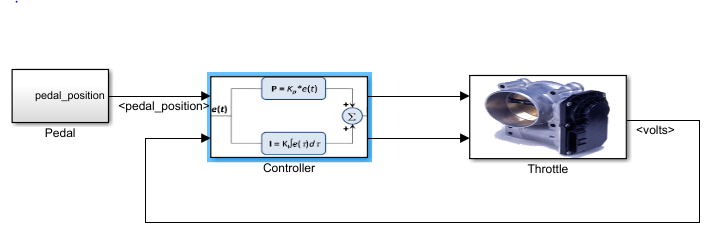 pedal_position
<pedal_position>
Pedal
P = Kp*e(t)
e(t)
+
Σ
+
I = Ki∫e(τ)dτ
Controller
Throttle
<volts>